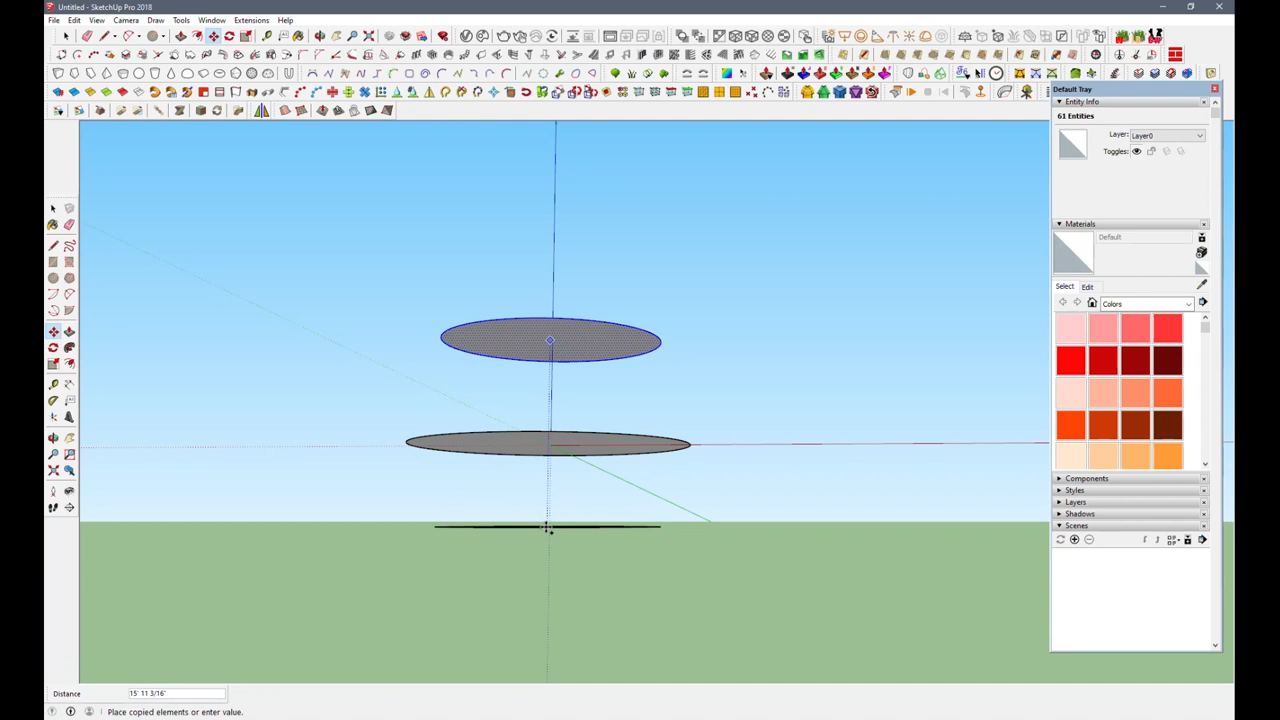 Untitled - SketchUp Pro 2018
File Edit View Camera Draw Tools Window Extensions Help
Default Tray
Entity Info
61 Entities
Layer: Layer0
Toggles:
Materials
Default
Select Edit
Colors
Components
Styles
Layers
Shadows
Scenes
Distance 15' 11 3/16"
Place copied elements or enter value.